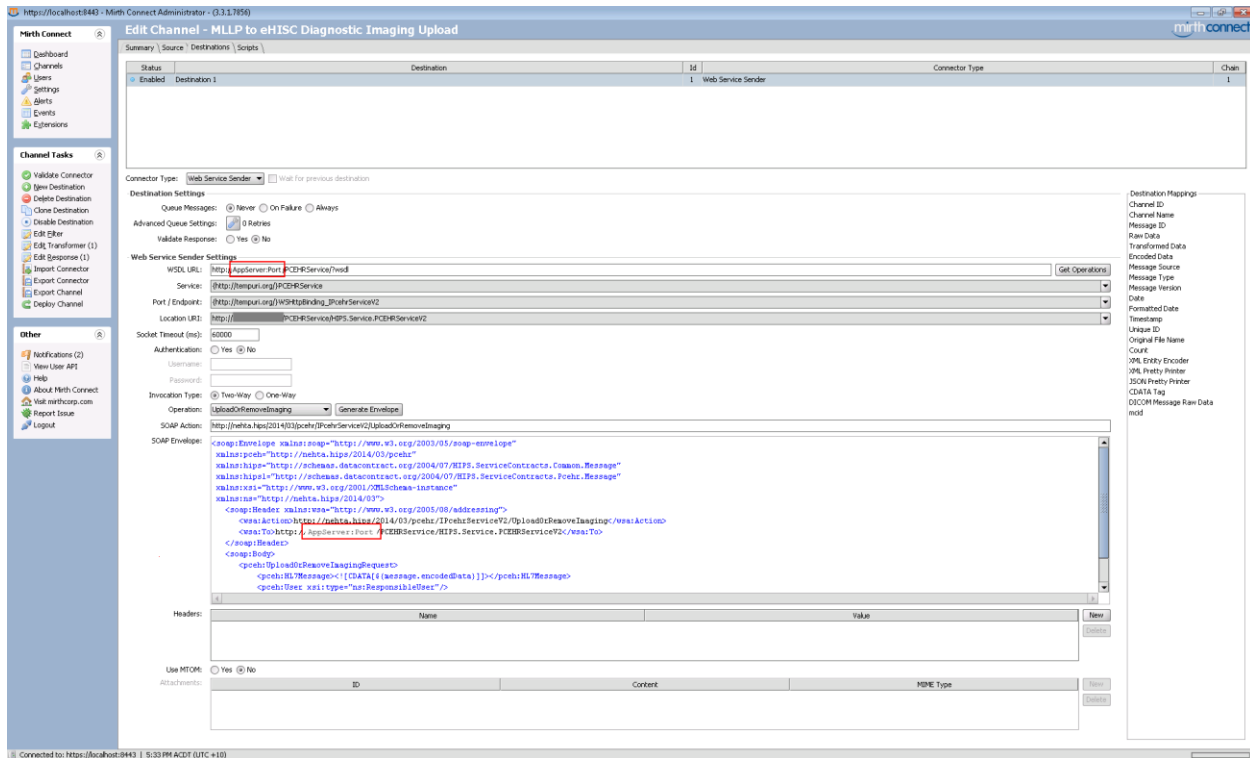 https://localhost:8443 - Mirth Connect Administrator - (3.3.1.7856)
Mirth Connect
Dashboard
Channels
Users
Settings
Alerts
Events
Extensions
Channel Tasks
Validate Connector
New Destination
Delete Destination
Clone Destination
Disable Destination
Edit Filter
Edit Transformer (1)
Edit Response (1)
Import Connector
Export Connector
Export Channel
Deploy Channel
Other
Notifications (2)
View User API
Help
About Mirth Connect
Visit mirthcorp.com
Report Issue
Logout
Edit Channel - MLLP to eHISC Diagnostic Imaging Upload
mirth connect
Summary Source Destinations Scripts
Status Destination Id Connector Type Chain
Enabled Destination 1 1 Web Service Sender 1
Connector Type: Web Service Sender Wait for previous destination
Destination Settings
Queue Messages: Never On Failure Always
Advanced Queue Settings: 0 Retries
Validate Response: Yes No
Web Service Sender Settings
WSDL URL: http:/ AppServer:Port /PCEHRService/?wsdl Get Operations
Service: {http://tempuri.org/}PCEHRService
Port / Endpoint: {http://tempuri.org/}WSHttpBinding_IPcehrServiceV2
Location URI: http:// /PCEHRService/HIPS.Service.PCEHRServiceV2
Socket Timeout (ms): 60000
Authentication: Yes No
Username:
Password:
Invocation Type: Two-Way One-Way
Operation: UploadOrRemoveImaging Generate Envelope
SOAP Action: http://nehta.hips/2014/03/pcehr/IPcehrServiceV2/UploadOrRemoveImaging
SOAP Envelope: <soap:Envelope xmlns:soap="http://www.w3.org/2003/05/soap-envelope"
xmlns:pceh="http://nehta.hips/2014/03/pcehr"
xmlns:hips="http://schemas.datacontract.org/2004/07/HIPS.ServiceContracts.Common.Message"
xmlns:hips1="http://schemas.datacontract.org/2004/07/HIPS.ServiceContracts.Pcehr.Message"
xmlns:xsi="http://www.w3.org/2001/XMLSchema-instance"
xmlns:ns="http://nehta.hips/2014/03">
<soap:Header xmlns:wsa="http://www.w3.org/2005/08/addressing">
<wsa:Action>http://nehta.hips/2014/03/pcehr/IPcehrServiceV2/UploadOrRemoveImaging</wsa:Action>
<wsa:To>http:/ AppServer:Port /PCEHRService/HIPS.Service.PCEHRServiceV2</wsa:To>
</soap:Header>
<soap:Body>
<pceh:UploadOrRemoveImagingRequest>
<pceh:HL7Message><![CDATA[${message.encodedData}]]></pceh:HL7Message>
<pceh:User xsi:type="ns:ResponsibleUser"/>
Headers: Name Value New
Delete
Use MTOM: Yes No
Attachments: ID Content MIME Type New
Delete
Destination Mappings
Channel ID
Channel Name
Message ID
Raw Data
Transformed Data
Encoded Data
Message Source
Message Type
Message Version
Date
Formatted Date
Timestamp
Unique ID
Original File Name
Count
XML Entity Encoder
XML Pretty Printer
JSON Pretty Printer
CDATA Tag
DICOM Message Raw Data
mcid
Connected to: https://localhost:8443 | 5:33 PM ACDT (UTC +10)